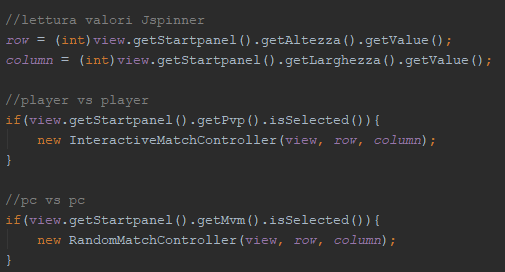 //lettura valori Jspinner
row = (int)view.getStartpanel().getAltezza().getValue();
column = (int)view.getStartpanel().getLarghezza().getValue();
//player vs player
if(view.getStartpanel().getPvp().isSelected()){
new InteractiveMatchController(view, row, column);
}
//pc vs pc
if(view.getStartpanel().getMvm().isSelected()){
new RandomMatchController(view, row, column);
}